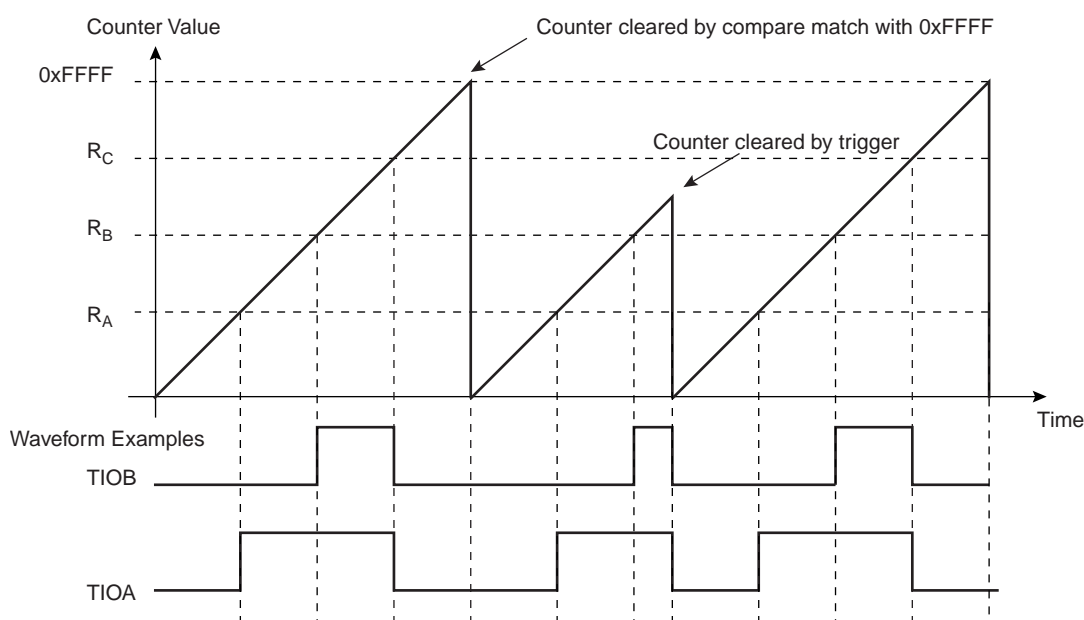 Counter Value
Counter cleared by compare match with 0xFFFF
0xFFFF
Counter cleared by trigger
RC
RB
RA
Time
Waveform Examples
TIOB
TIOA